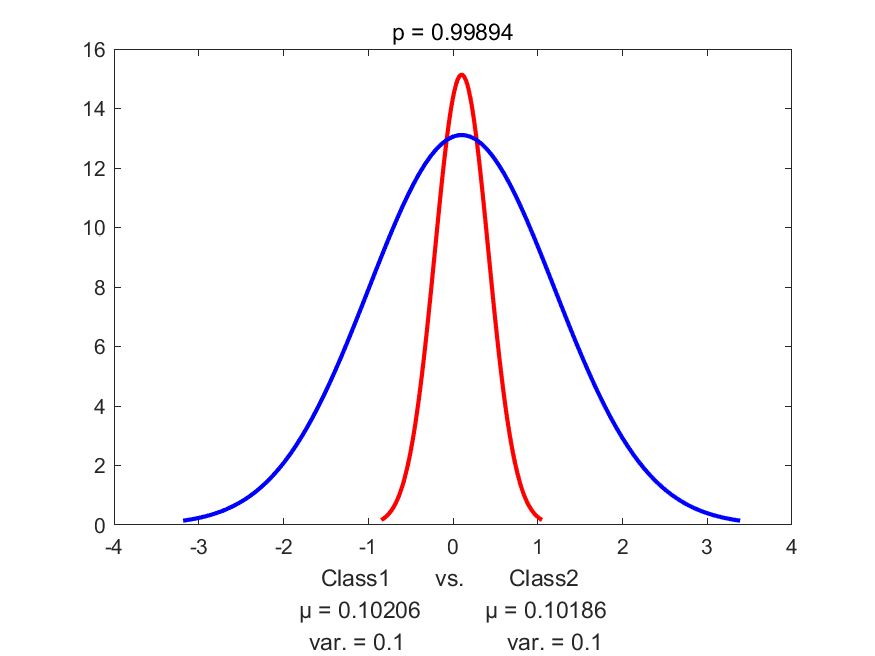 p = 0.99894
16
14
12
10
8
6
4
2
0
-4 -3 -2 -1 0 1 2 3 4
Class1 vs. Class2
μ = 0.10206 μ = 0.10186
var. = 0.1 var. = 0.1